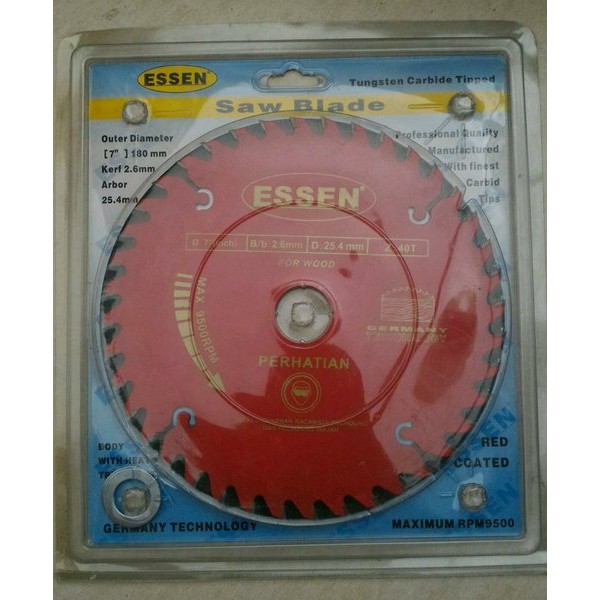 ESSEN®
Tungsten Carbide Tipped
Saw Blade
Outer Diameter
[7"] 180 mm
Kerf 2.6mm
Arbor
25.4mm
Professional Quality
Manufactured
With finest
Carbid
Tips
ESSEN®
B/b: 2.6mm D: 25.4mm Z: 40T
FOR WOOD
MAX. 9500RPM
GERMANY
PERHATIAN
BODY
WITH HEAT
RED
COATED
ESSEN
GERMANY TECHNOLOGY
MAXIMUM RPM9500